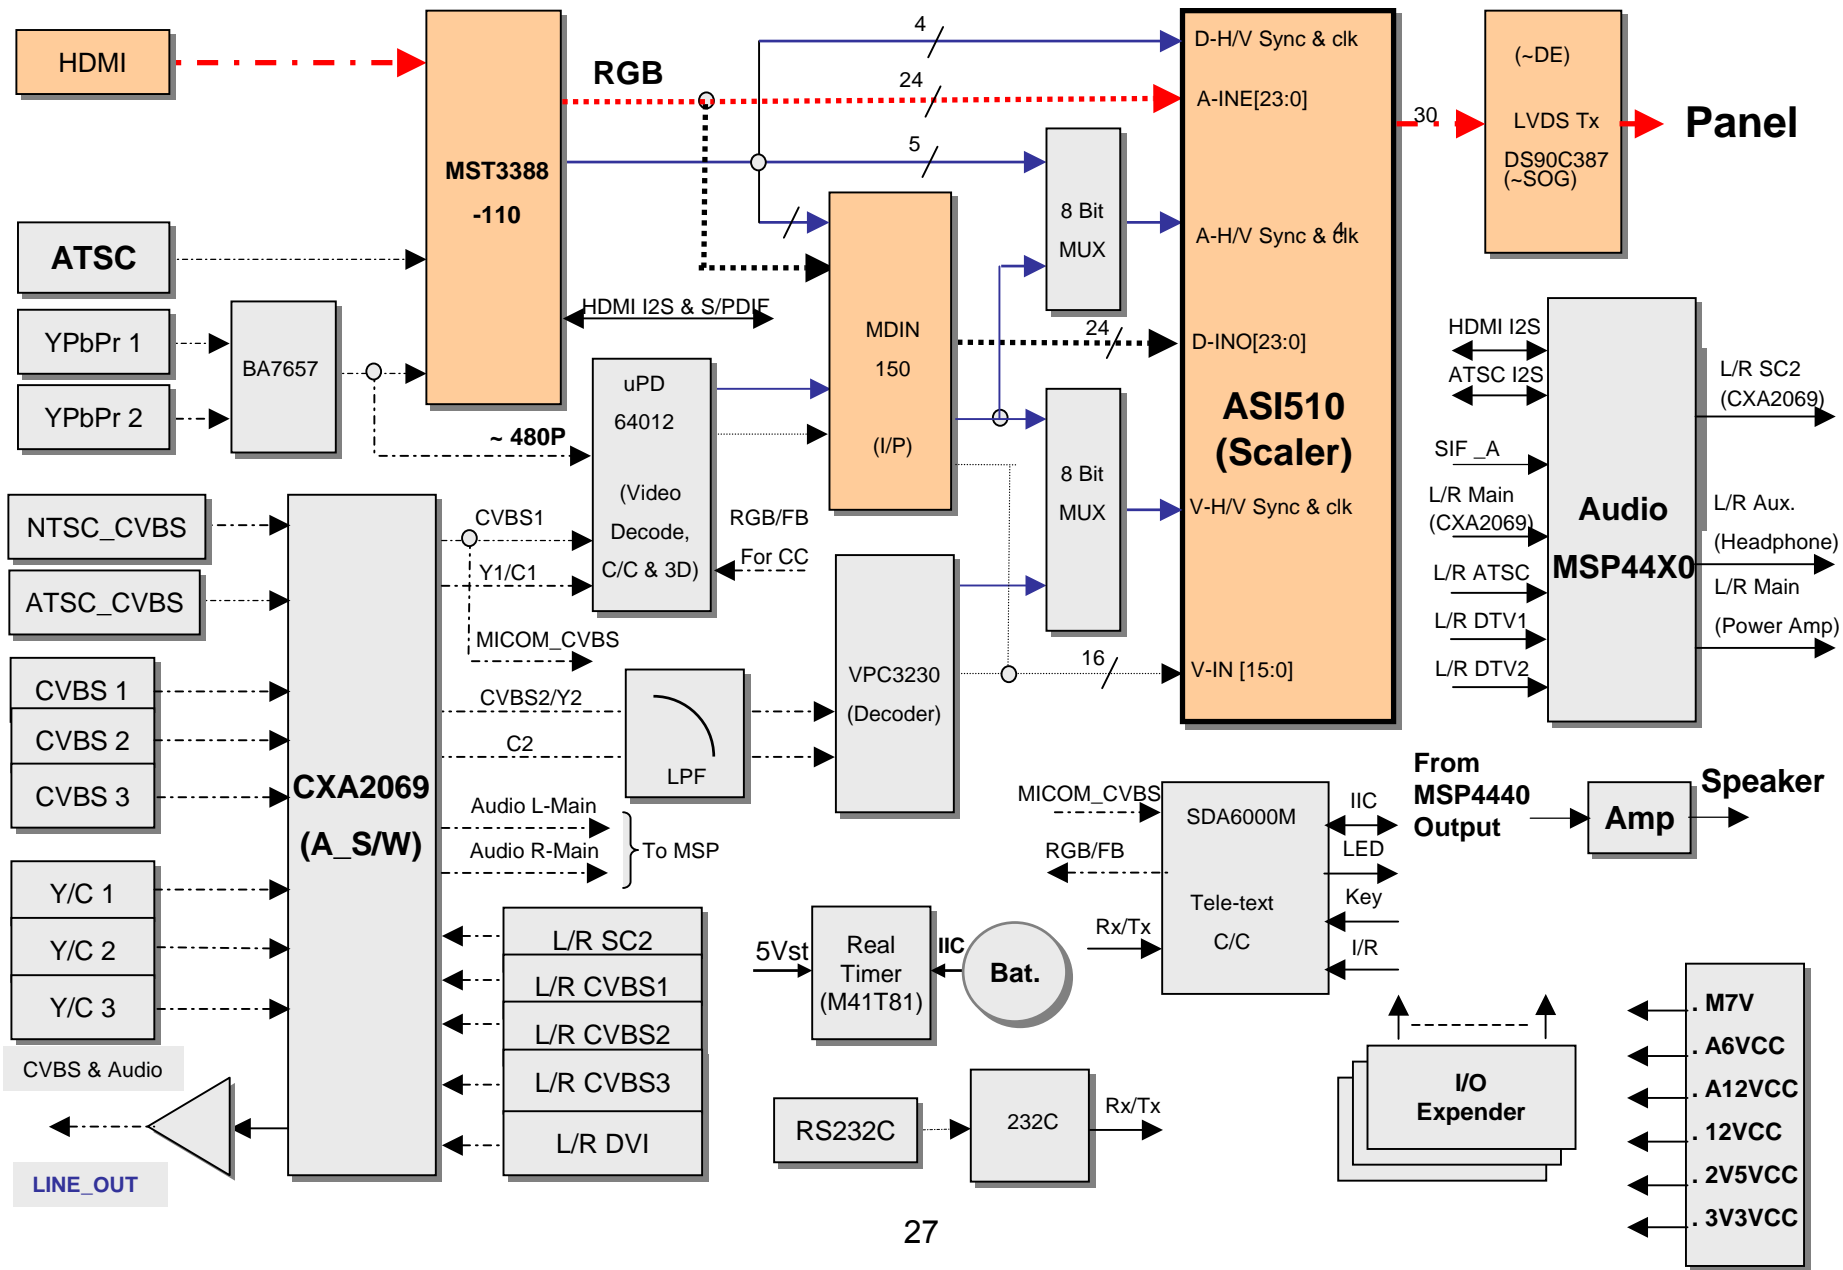 HDMI
ATSC
YPbPr 1
YPbPr 2
BA7657
MST3388
-110
RGB
4
24
5
HDMI I2S & S/PDIF
~ 480P
uPD
64012
(Video
Decode,
C/C & 3D)
MDIN
150
(I/P)
8 Bit
MUX
8 Bit
MUX
24
16
D-H/V Sync & clk
A-INE[23:0]
A-H/V Sync & clk
4
D-INO[23:0]
ASI510
(Scaler)
V-H/V Sync & clk
V-IN [15:0]
30
(~DE)
LVDS Tx
DS90C387
(~SOG)
Panel
NTSC_CVBS
ATSC_CVBS
CVBS 1
CVBS 2
CVBS 3
Y/C 1
Y/C 2
Y/C 3
CVBS & Audio
LINE_OUT
CXA2069
(A_S/W)
CVBS1
Y1/C1
MICOM_CVBS
RGB/FB
For CC
CVBS2/Y2
C2
LPF
VPC3230
(Decoder)
Audio L-Main
Audio R-Main
To MSP
L/R SC2
L/R CVBS1
L/R CVBS2
L/R CVBS3
L/R DVI
5Vst
Real
Timer
(M41T81)
IIC
Bat.
RS232C
232C
Rx/Tx
MICOM_CVBS
RGB/FB
Rx/Tx
SDA6000M
Tele-text
C/C
IIC
LED
Key
I/R
HDMI I2S
ATSC I2S
SIF _A
L/R Main
(CXA2069)
L/R ATSC
L/R DTV1
L/R DTV2
Audio
MSP44X0
L/R SC2
(CXA2069)
L/R Aux.
(Headphone)
L/R Main
(Power Amp)
From
MSP4440
Output
Amp
Speaker
I/O
Expender
. M7V
. A6VCC
. A12VCC
. 12VCC
. 2V5VCC
. 3V3VCC
27